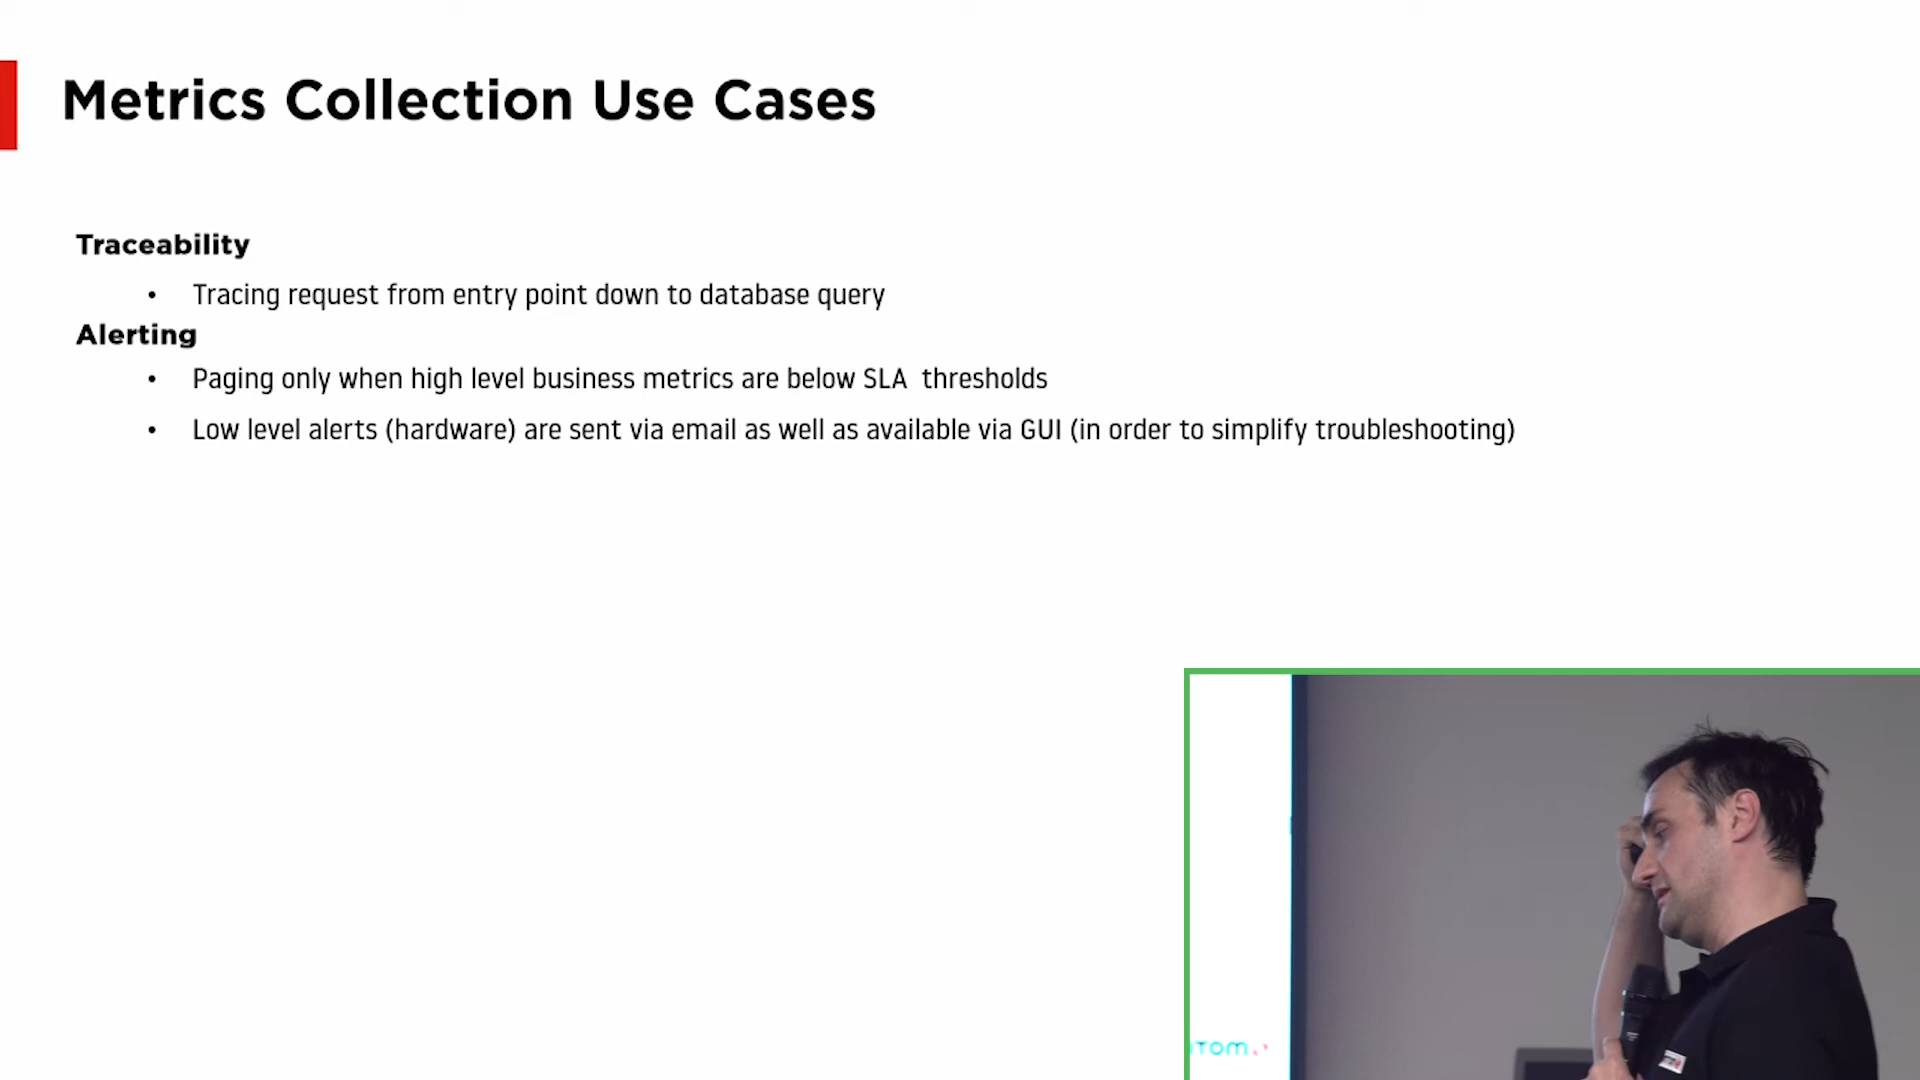 Metrics Collection Use Cases
Traceability
• Tracing request from entry point down to database query
Alerting
• Paging only when high level business metrics are below SLA thresholds
• Low level alerts (hardware) are sent via email as well as available via GUI (in order to simplify troubleshooting)